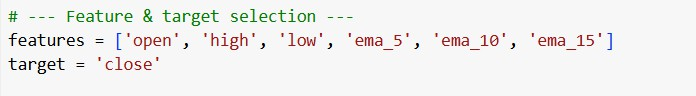 # --- Feature & target selection ---
features = ['open', 'high', 'low', 'ema_5', 'ema_10', 'ema_15']
target = 'close'